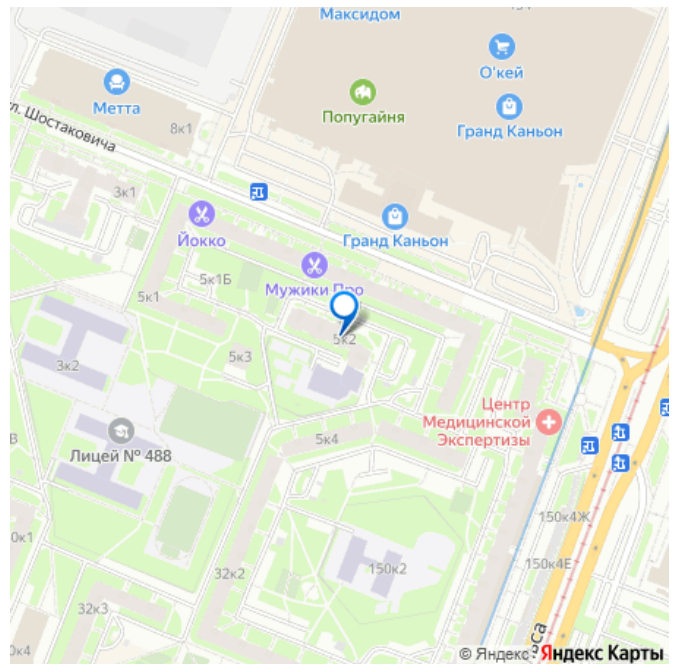 Максидом
О'кей
Метта
Попугайня
Гранд Каньон
ул. Шостаковича
8к1
3к1
Йокко
Гранд Каньон
5к1Б
Мужики Про
5к1
5к2
5к3
3к2
Центр
Медицинской
Экспертизы
5к4
Лицей № 488
150к4Ж
32к2
150к2
150к4Е
32к3
© Яндекс Яндекс Карты